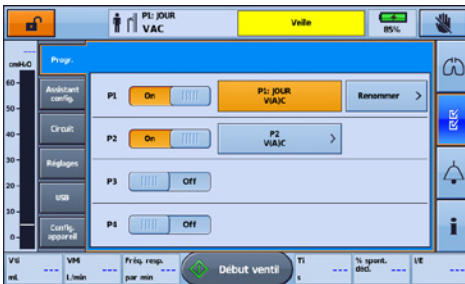 P1: JOUR
VAC
Veille
85%
cmH₂O
60
50
40
30
20
10
0
Progr.
Assistant
config.
Circuit
Réglages
USB
Config.
appareil
P1
On
P1: JOUR
V(A)C
Renommer >
P2
On
P2
V(A)C
>
P3
Off
P4
Off
Vti
---
mL
VM
---
L/min
Fréq. resp.
---
par min
Début ventil
Ti
---
s
% spont.
décl.
---
I/E
---